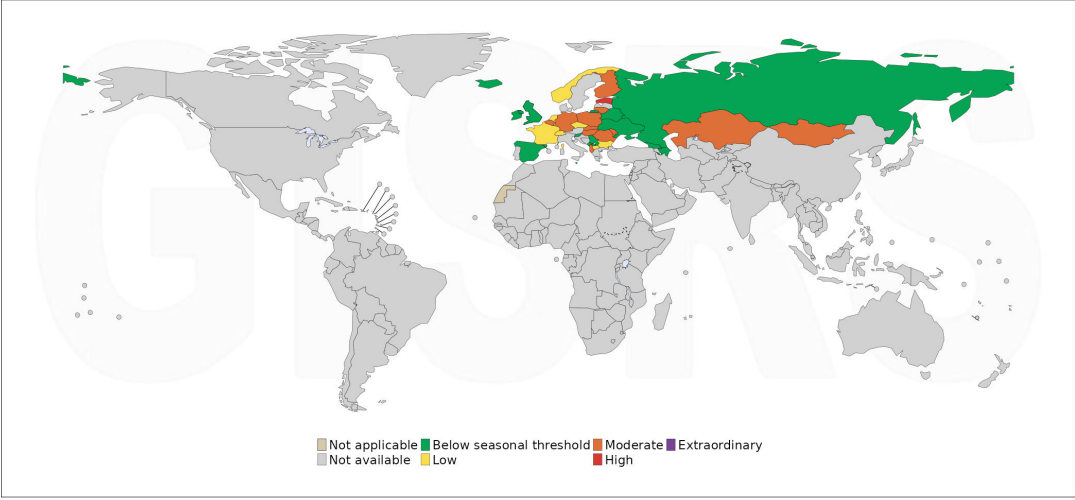 GISRS
Not applicable Below seasonal threshold Moderate Extraordinary
Not available Low High